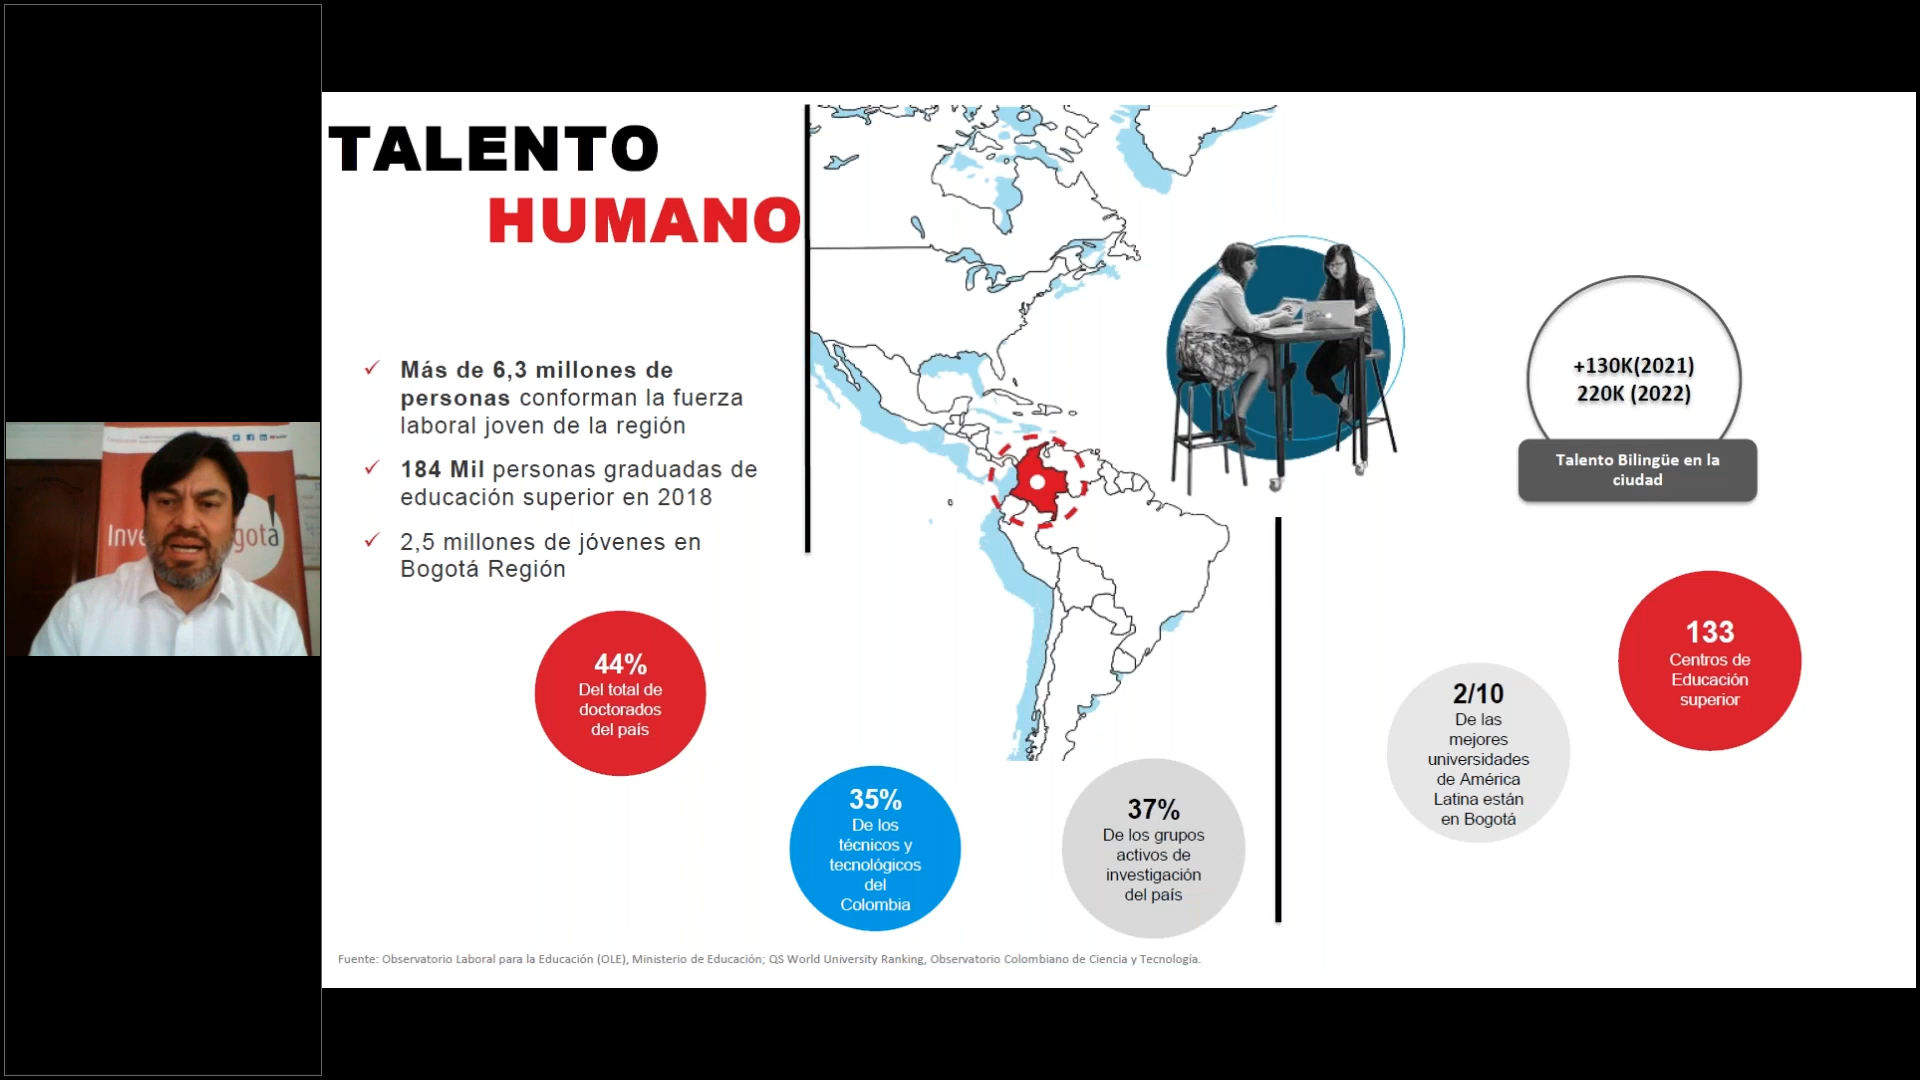 TALENTO
HUMANO
Más de 6,3 millones de
personas conforman la fuerza
laboral joven de la región
184 Mil personas graduadas de
educación superior en 2018
2,5 millones de jóvenes en
Bogotá Región
+130K(2021)
220K (2022)
Talento Bilingüe en la
ciudad
44%
Del total de
doctorados
del país
35%
De los
técnicos y
tecnológicos
del
Colombia
37%
De los grupos
activos de
investigación
del país
2/10
De las
mejores
universidades
de América
Latina están
en Bogotá
133
Centros de
Educación
superior
Fuente: Observatorio Laboral para la Educación (OLE), Ministerio de Educación; QS World University Ranking, Observatorio Colombiano de Ciencia y Tecnología.